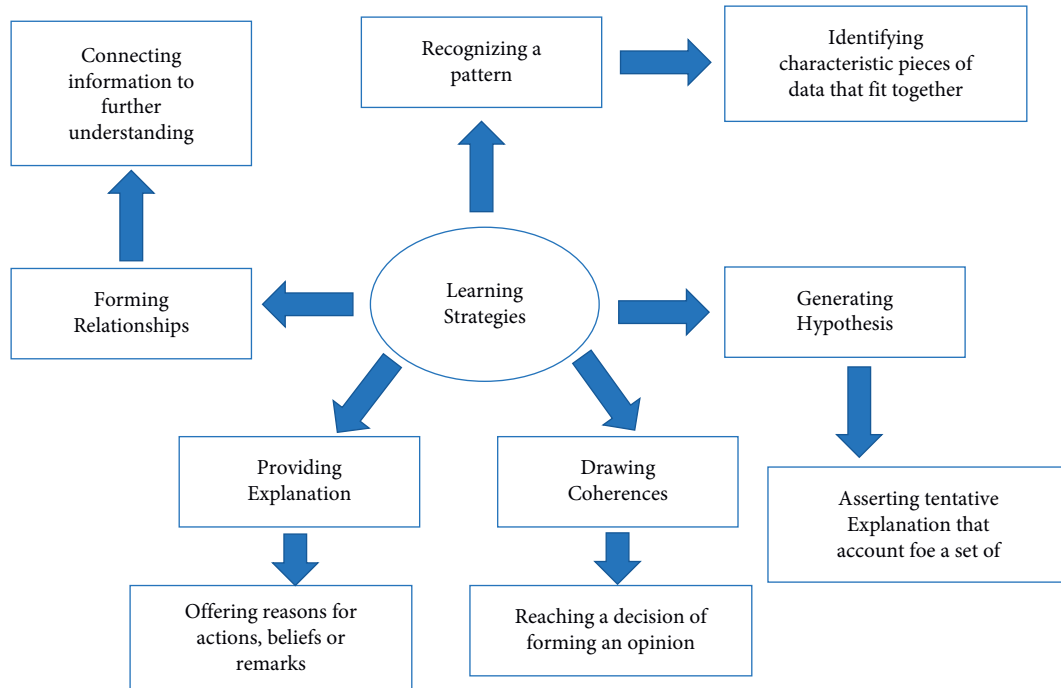 Connecting
information to
further
understanding
Recognizing a
pattern
Identifying
characteristic pieces of
data that fit together
Forming
Relationships
Learning
Strategies
Generating
Hypothesis
Providing
Explanation
Drawing
Coherences
Asserting tentative
Explanation that
account foe a set of
Offering reasons for
actions, beliefs or
remarks
Reaching a decision of
forming an opinion